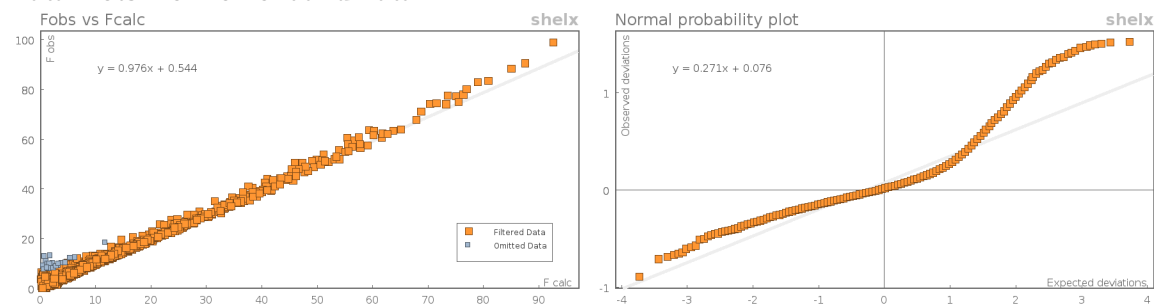 Fobs vs Fcalc
shelx
F obs
y = 0.976x + 0.544
100
80
60
40
20
0
Filtered Data
Omitted Data
F calc
0 10 20 30 40 50 60 70 80 90
Normal probability plot
shelx
Observed deviations
y = 0.271x + 0.076
1
0
-1
Expected deviations
-4 -3 -2 -1 0 1 2 3 4